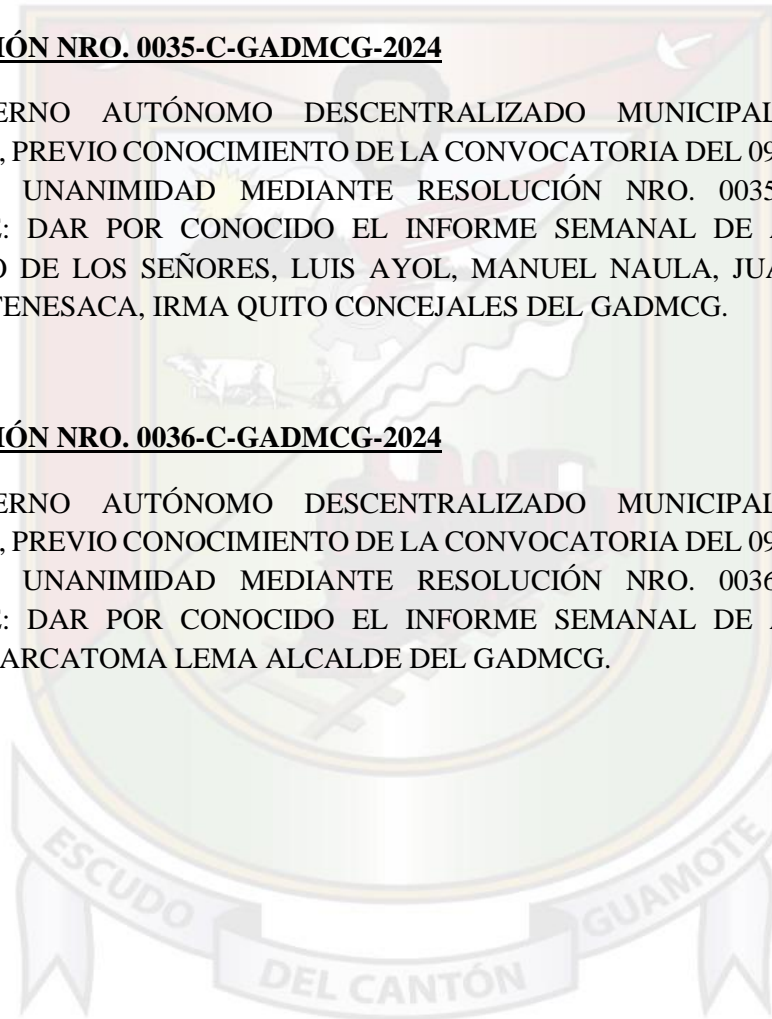 IÓN NRO. 0035-C-GADMCG-2024
ERNO AUTÓNOMO DESCENTRALIZADO MUNICIPAL
, PREVIO CONOCIMIENTO DE LA CONVOCATORIA DEL 09
UNANIMIDAD MEDIANTE RESOLUCIÓN NRO. 0035
: DAR POR CONOCIDO EL INFORME SEMANAL DE
O DE LOS SEÑORES, LUIS AYOL, MANUEL NAULA,
TENESACA, IRMA QUITO CONCEJALES DEL GADMCG.
IÓN NRO. 0036-C-GADMCG-2024
ERNO AUTÓNOMO DESCENTRALIZADO MUNICIPAL
, PREVIO CONOCIMIENTO DE LA CONVOCATORIA DEL 09
UNANIMIDAD MEDIANTE RESOLUCIÓN NRO. 0036
: DAR POR CONOCIDO EL INFORME SEMANAL DE
ARCATOMA LEMA ALCALDE DEL GADMCG.
ESCUDO DEL CANTÓN GUAMOTE